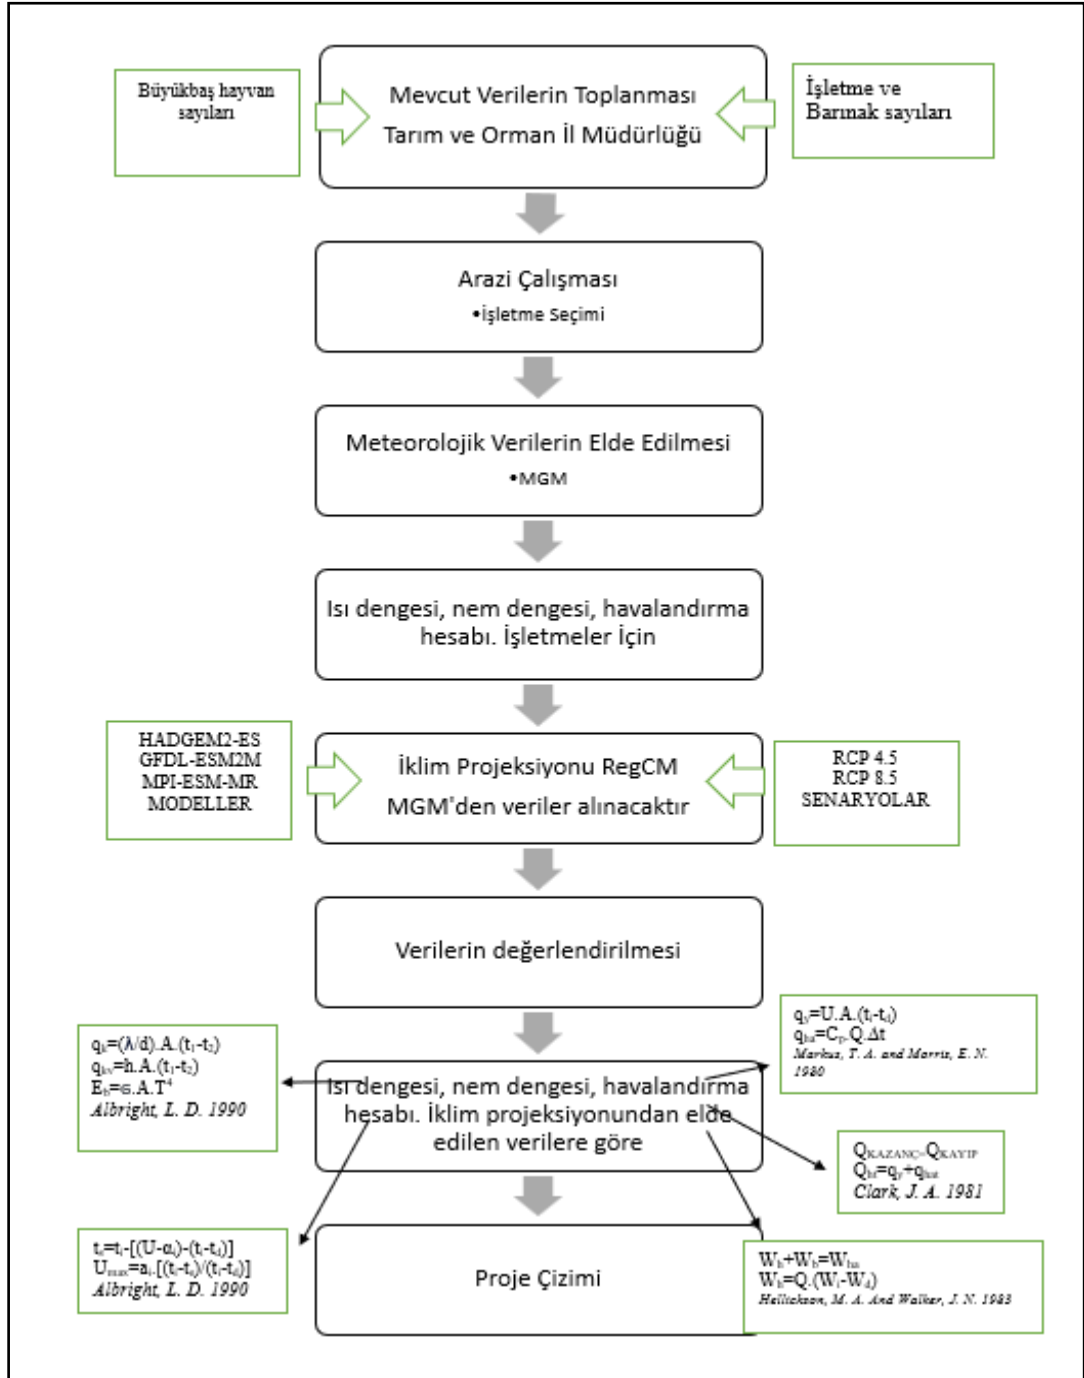 Büyükbaş hayvan
sayıları
Mevcut Verilerin Toplanması
Tarım ve Orman İl Müdürlüğü
İşletme ve
Barınak sayıları
Arazi Çalışması
•İşletme Seçimi
Meteorolojik Verilerin Elde Edilmesi
•MGM
Isı dengesi, nem dengesi, havalandırma
hesabı. İşletmeler İçin
HADGEM2-ES
GFDL-ESM2M
MPI-ESM-MR
MODELLER
İklim Projeksiyonu RegCM
MGM'den veriler alınacaktır
RCP 4.5
RCP 8.5
SENARYOLAR
Verilerin değerlendirilmesi
qₖ=(λ/d).A.(t₁-t₂)
qₖᵥ=h.A.(t₁-t₂)
A.T⁴
Albright, L. D. 1990
Isı dengesi, nem dengesi, havalandırma
hesabı. İklim projeksiyonundan elde
edilen verilere göre
=U.A.
.Q.Δt
Markus, T. A. and Morris, E. N.
1980
Q_KAZANÇ=Q_KAYIP
Clark, J. A. 1981
Albright, L. D. 1990
Proje Çizimi
Hellickson, M. A. And Walker, J. N. 1983